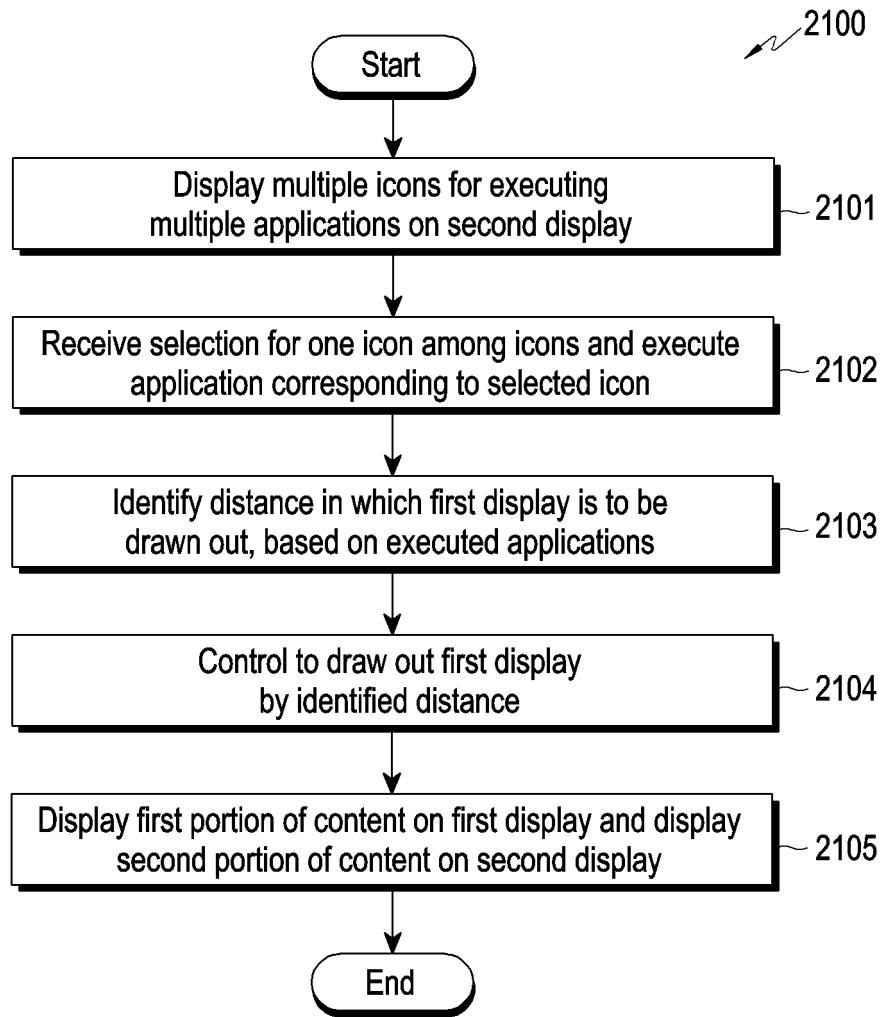 2100
Start
Display multiple icons for executing
multiple applications on second display
2101
Receive selection for one icon among icons and execute
application corresponding to selected icon
2102
Identify distance in which first display is to be
drawn out, based on executed applications
2103
Control to draw out first display
by identified distance
2104
Display first portion of content on first display and display
second portion of content on second display
2105
End